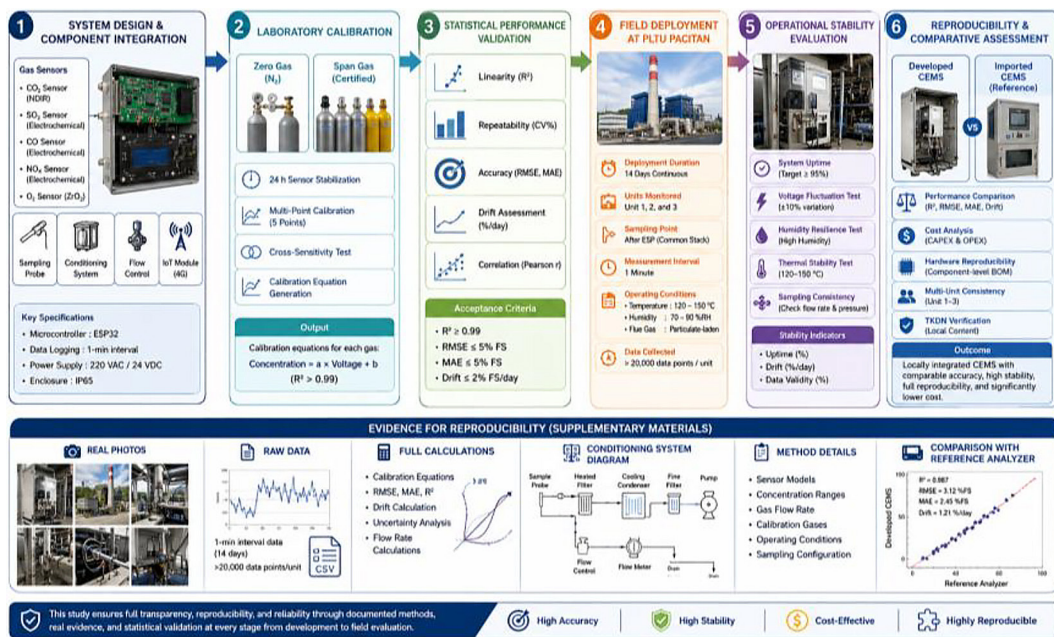 1
SYSTEM DESIGN &
COMPONENT INTEGRATION
Gas Sensors
• CO₂ Sensor
(NDIR)
• SO₂ Sensor
(Electrochemical)
• CO Sensor
(Electrochemical)
• NOₓ Sensor
(Electrochemical)
• O₂ Sensor (ZrO₂)
Sampling
Probe
Conditioning
System
Flow
Control
IoT Module
(4G)
Key Specifications
• Microcontroller : ESP32
• Data Logging : 1-min interval
• Power Supply : 220 VAC / 24 VDC
• Enclosure : IP65
2
LABORATORY CALIBRATION
Zero Gas
(N₂)
Span Gas
(Certified)
24 h Sensor Stabilization
Multi-Point Calibration
(5 Points)
Cross-Sensitivity Test
Calibration Equation
Generation
Output
Calibration equations for each gas:
Concentration = a × Voltage + b
(R² > 0.99)
3
STATISTICAL PERFORMANCE
VALIDATION
Linearity (R²)
Repeatability (CV%)
Accuracy (RMSE, MAE)
Drift Assessment
(%/day)
Correlation (Pearson r)
Acceptance Criteria
• R² ≥ 0.99
• RMSE ≤ 5% FS
• MAE ≤ 5% FS
• Drift ≤ 2% FS/day
4
FIELD DEPLOYMENT
AT PLTU PACITAN
Deployment Duration
14 Days Continuous
Units Monitored
Unit 1, 2, and 3
Sampling Point
After ESP (Common Stack)
Measurement Interval
1 Minute
Operating Conditions
• Temperature : 120 – 150 °C
• Humidity : 70 – 90 %RH
• Flue Gas : Particulate-laden
Data Collected
> 20,000 data points / unit
5
OPERATIONAL STABILITY
EVALUATION
System Uptime
(Target ≥ 95%)
Voltage Fluctuation Test
(±10% variation)
Humidity Resilience Test
(High Humidity)
Thermal Stability Test
(120–150 °C)
Sampling Consistency
(Check flow rate & pressure)
Stability Indicators
• Uptime (%)
• Drift (%/day)
• Data Validity (%)
6
REPRODUCIBILITY &
COMPARATIVE ASSESSMENT
Developed
CEMS
VS
Imported
CEMS
(Reference)
Performance Comparison
(R², RMSE, MAE, Drift)
Cost Analysis
(CAPEX & OPEX)
Hardware Reproducibility
(Component-level BOM)
Multi-Unit Consistency
(Unit 1–3)
TKDN Verification
(Local Content)
Outcome
Locally integrated CEMS with
comparable accuracy, high stability,
full reproducibility, and significantly
lower cost.
EVIDENCE FOR REPRODUCIBILITY (SUPPLEMENTARY MATERIALS)
REAL PHOTOS
RAW DATA
1-min interval data
(14 days)
>20,000 data points/unit
CSV
FULL CALCULATIONS
• Calibration Equations
• RMSE, MAE, R²
• Drift Calculation
• Uncertainty Analysis
• Flow Rate
Calculations
CONDITIONING SYSTEM
DIAGRAM
Sample
Probe
Heated
Filter
Cooling
Condenser
Fine
Filter
Pump
Flow
Control
Flow Meter
METHOD DETAILS
• Sensor Models
• Concentration Ranges
• Gas Flow Rate
• Calibration Gases
• Operating Conditions
• Sampling Configuration
COMPARISON WITH
REFERENCE ANALYZER
R² = 0.987
RMSE = 3.12 %FS
MAE = 2.45 %FS
Drift = 1.21 %/day
Developed CEMS
100
50
0
0
40
60
100
Reference Analyzer
This study ensures full transparency, reproducibility, and reliability through documented methods,
real evidence, and statistical validation at every stage from development to field evaluation.
High Accuracy
High Stability
Cost-Effective
Highly Reproducible